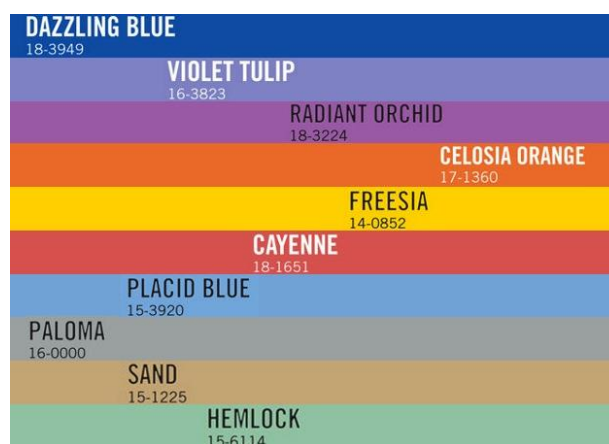 DAZZLING BLUE
18-3949
VIOLET TULIP
16-3823
RADIANT ORCHID
18-3224
CELOSIA ORANGE
17-1360
FREESIA
14-0852
CAYENNE
18-1651
PLACID BLUE
15-3920
PALOMA
16-0000
SAND
15-1225
HEMLOCK
15-6114